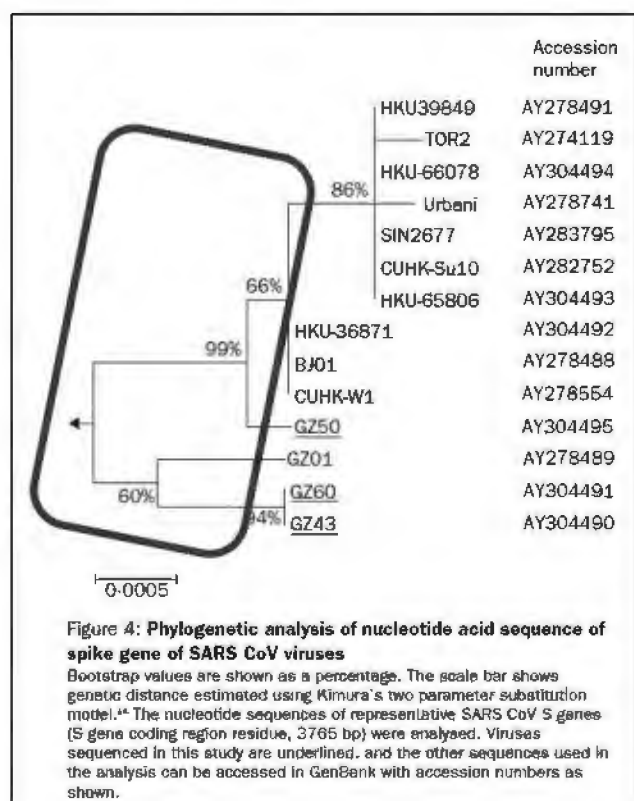 Accession
number
HKU39849 AY278491
TOR2 AY274119
HKU-66078 AY304494
86%
Urbani AY278741
SIN2677 AY283795
CUHK-Su10 AY282752
66%
HKU-65806 AY304493
HKU-36871 AY304492
99%
BJ01 AY278488
CUHK-W1 AY278554
GZ50 AY304495
GZ01 AY278489
60%
GZ60 AY304491
94%
GZ43 AY304490
0·0005
Figure 4: Phylogenetic analysis of nucleotide acid sequence of
spike gene of SARS CoV viruses
Bootstrap values are shown as a percentage. The scale bar shows
genetic distance estimated using Kimura's two parameter substitution
model. The nucleotide sequences of representative SARS CoV S genes
(S gene coding region residue, 3765 bp) were analysed. Viruses
sequenced in this study are underlined, and the other sequences used in
the analysis can be accessed in GenBank with accession numbers as
shown.